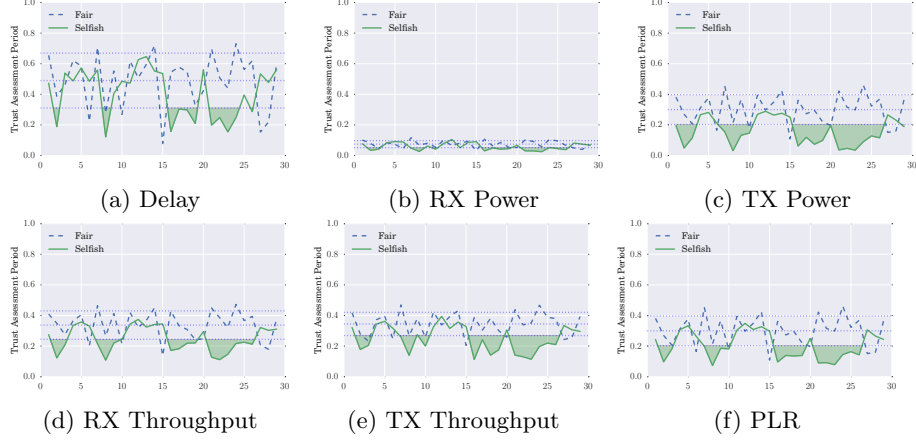 1.0
0.8
0.6
0.4
0.2
0.0
Trust Assessment Period
Fair
Selfish
0 5 10 15 20 25 30
(a) Delay
1.0
0.8
0.6
0.4
0.2
0.0
Trust Assessment Period
Fair
Selfish
0 5 10 15 20 25 30
(b) RX Power
1.0
0.8
0.6
0.4
0.2
0.0
Trust Assessment Period
Fair
Selfish
0 5 10 15 20 25 30
(c) TX Power
1.0
0.8
0.6
0.4
0.2
0.0
Trust Assessment Period
Fair
Selfish
0 5 10 15 20 25 30
(d) RX Throughput
1.0
0.8
0.6
0.4
0.2
0.0
Trust Assessment Period
Fair
Selfish
0 5 10 15 20 25 30
(e) TX Throughput
1.0
0.8
0.6
0.4
0.2
0.0
Trust Assessment Period
Fair
Selfish
0 5 10 15 20 25 30
(f) PLR